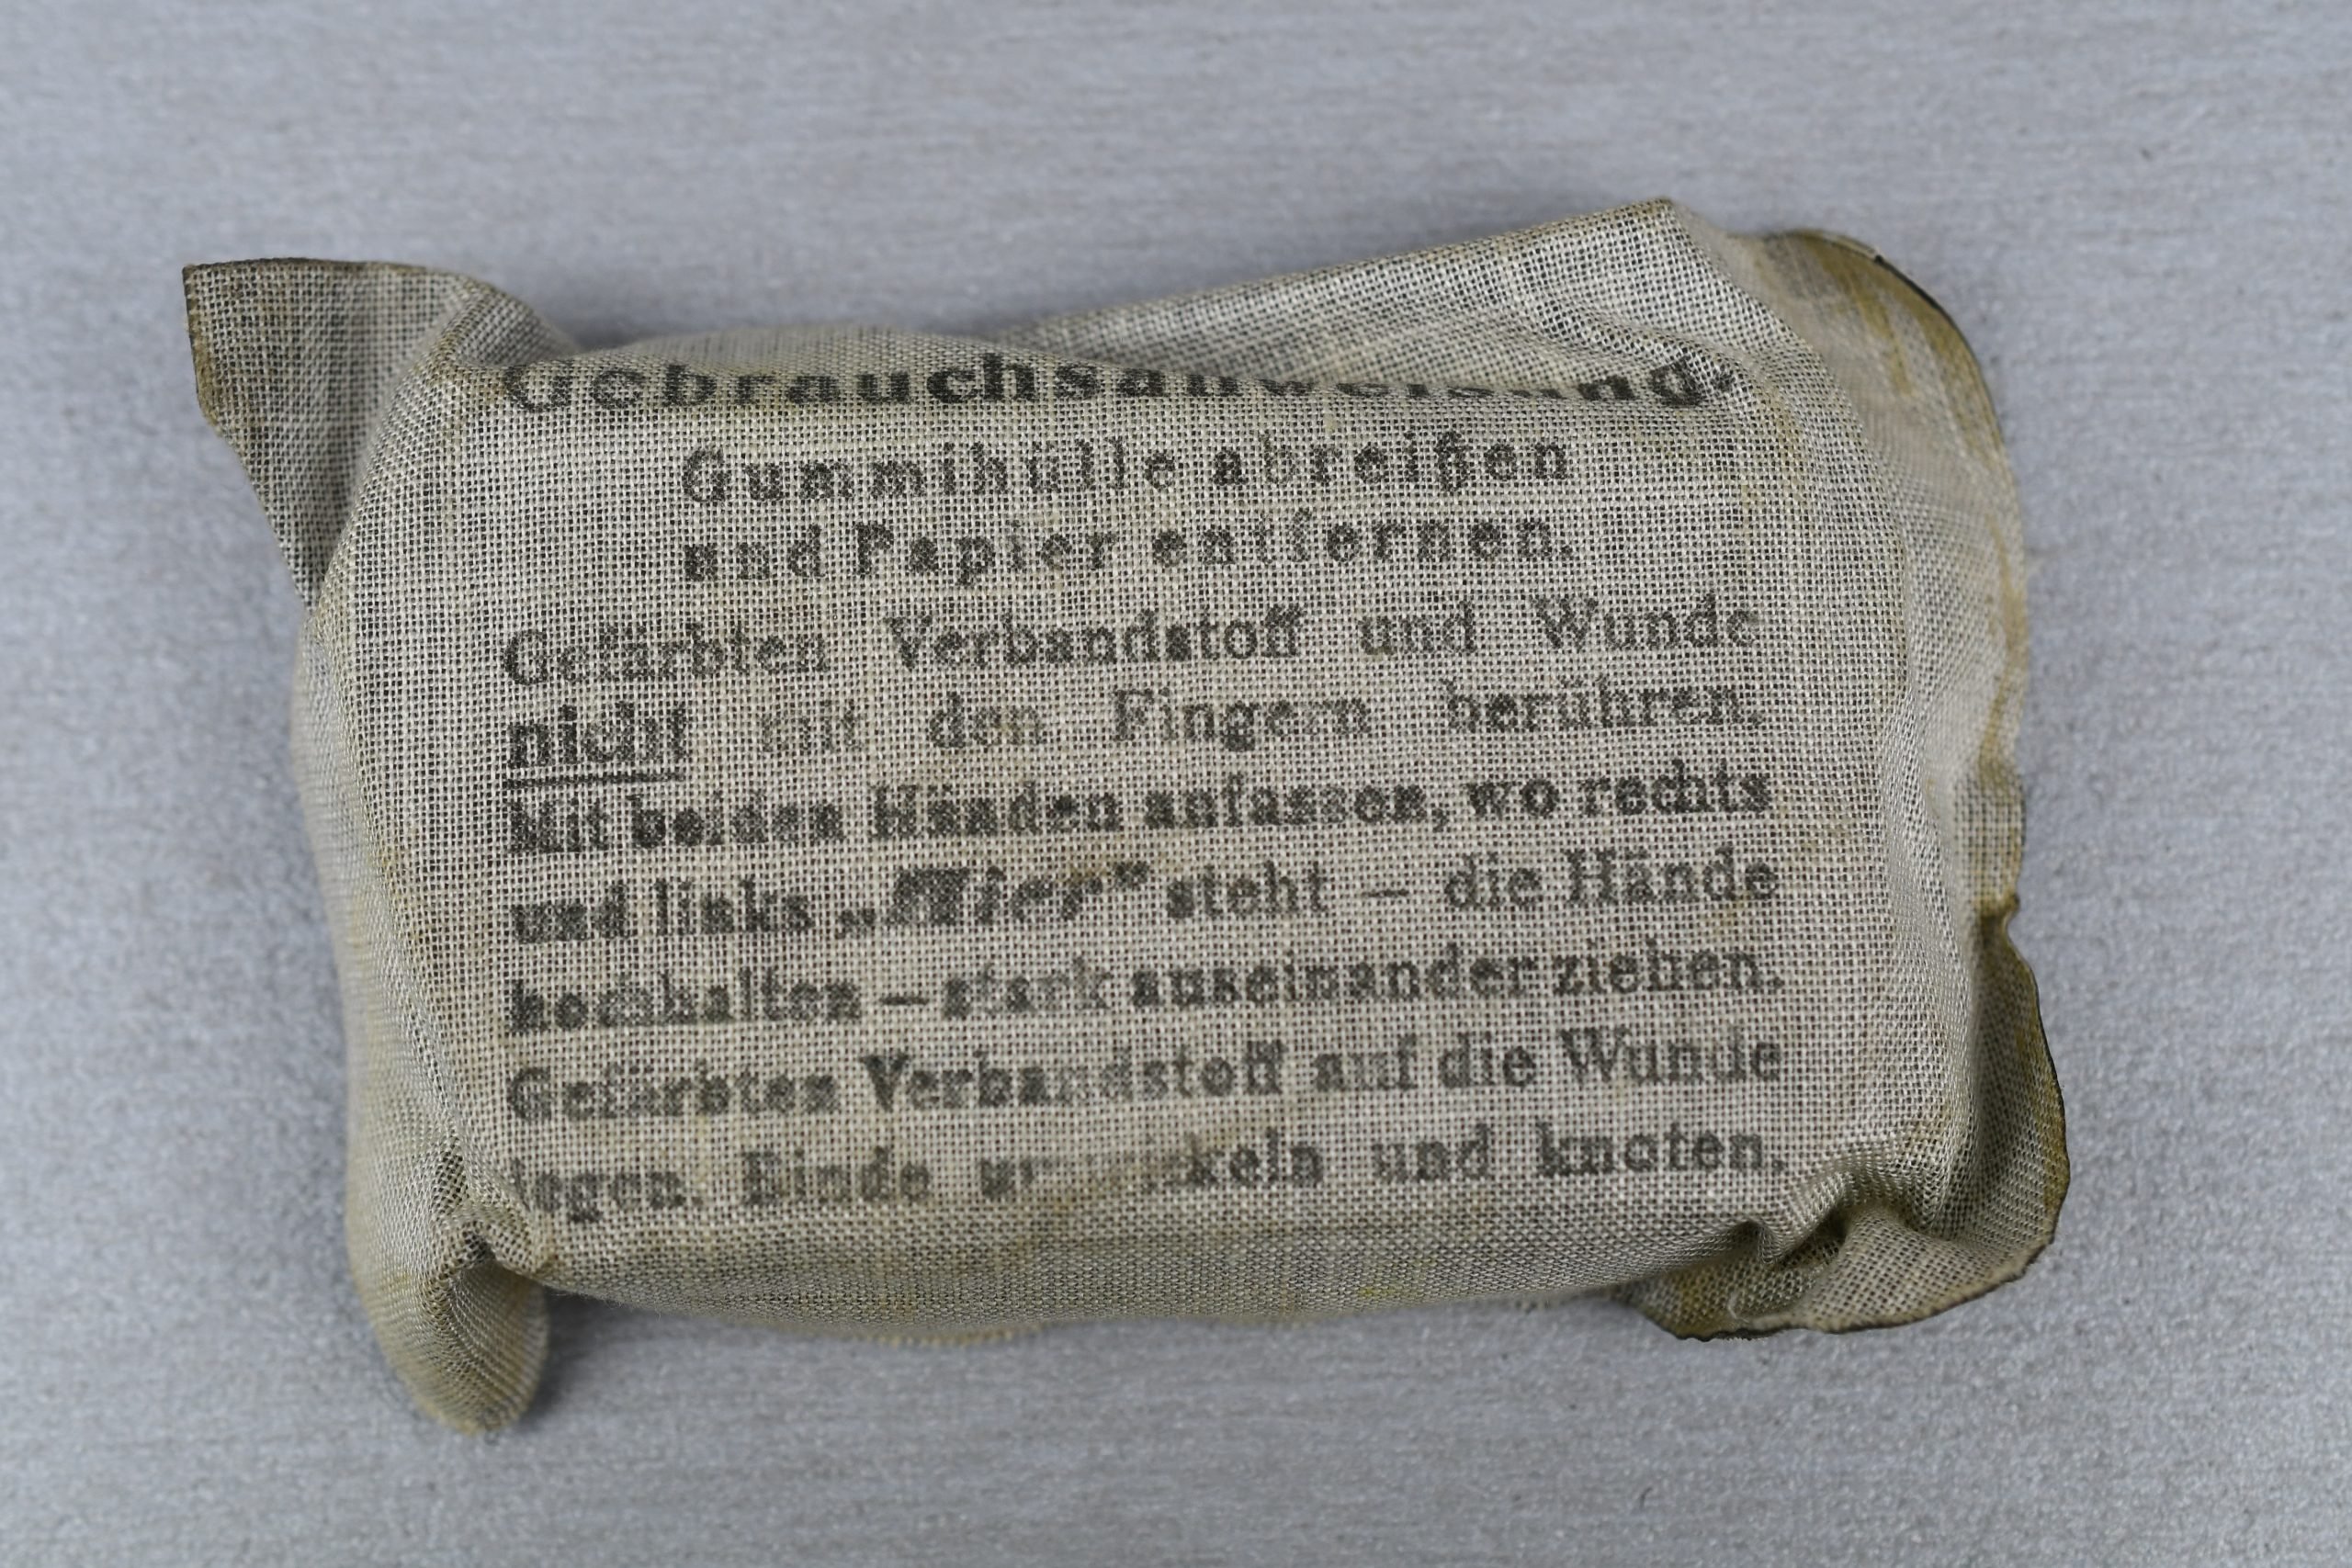 Gebrauchsanweisung.
Gummihülle abreißen
und Papier entfernen.
Gefärbten Verbandstoff und Wunde
nicht mit den Fingern berühren.
Mit beiden Händen anfassen, wo rechts
und links „Hier" steht – die Hände
hochhalten – stark auseinander ziehen.
Gefärbten Verbandstoff auf die Wunde
legen. Binde und knoten.